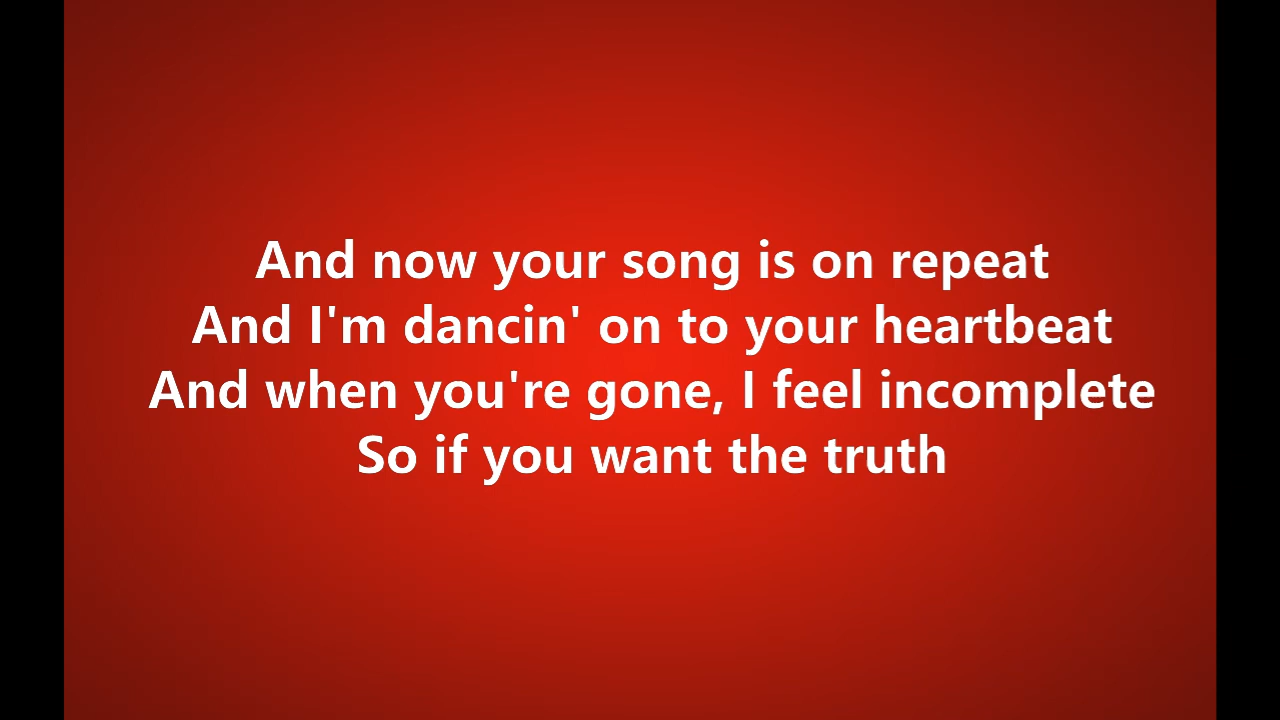 And now your song is on repeat
And I'm dancin' on to your heartbeat
And when you're gone, I feel incomplete
So if you want the truth